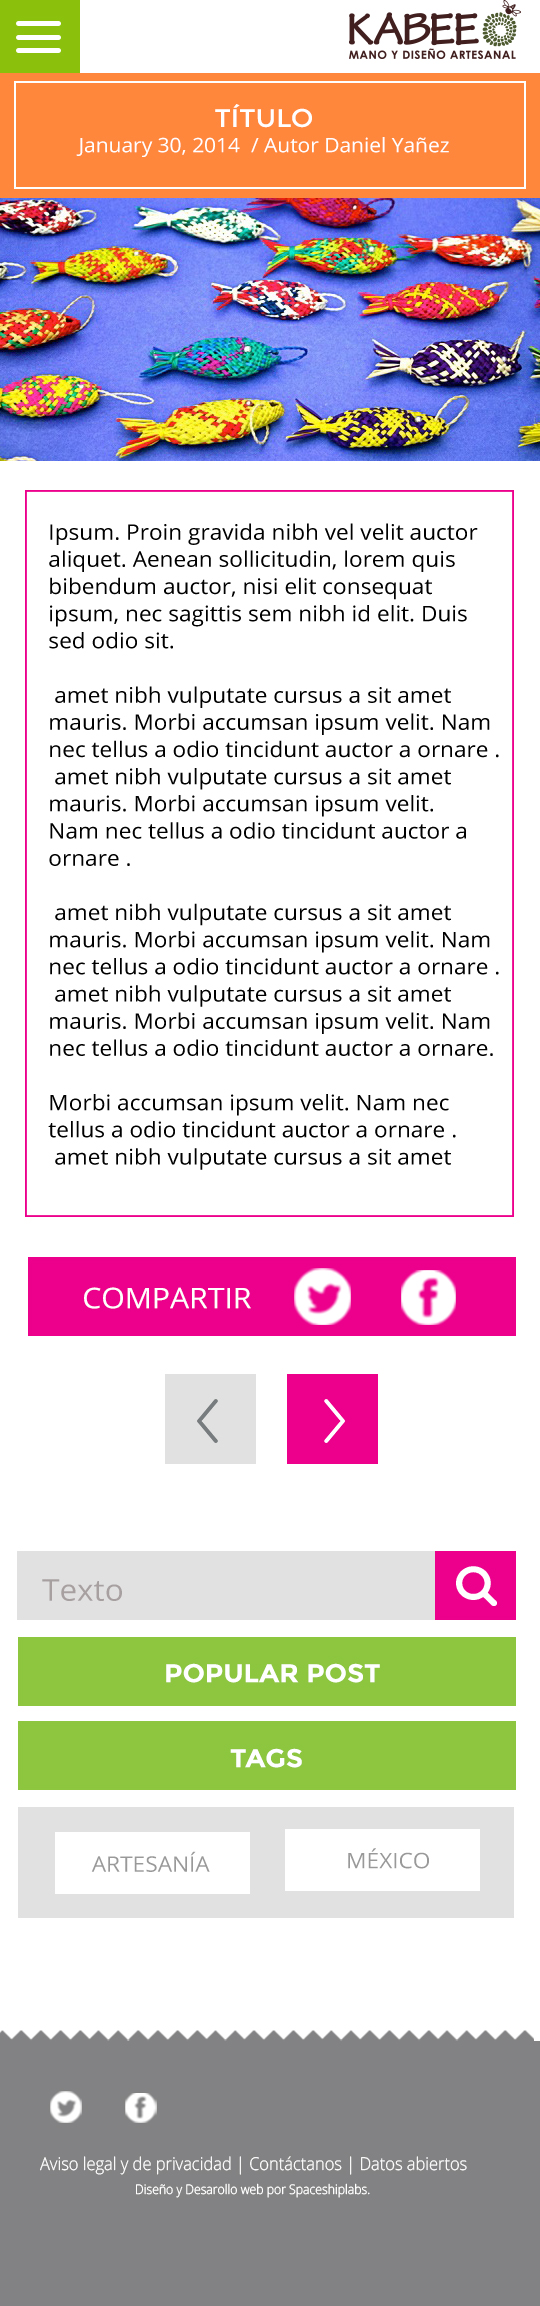 KABEE
MANO Y DISEÑO ARTESANAL
TÍTULO
January 30, 2014 / Autor Daniel Yañez
Ipsum. Proin gravida nibh vel velit auctor
aliquet. Aenean sollicitudin, lorem quis
bibendum auctor, nisi elit consequat
ipsum, nec sagittis sem nibh id elit. Duis
sed odio sit.
amet nibh vulputate cursus a sit amet
mauris. Morbi accumsan ipsum velit. Nam
nec tellus a odio tincidunt auctor a ornare .
amet nibh vulputate cursus a sit amet
mauris. Morbi accumsan ipsum velit.
Nam nec tellus a odio tincidunt auctor a
ornare .
amet nibh vulputate cursus a sit amet
mauris. Morbi accumsan ipsum velit. Nam
nec tellus a odio tincidunt auctor a ornare .
amet nibh vulputate cursus a sit amet
mauris. Morbi accumsan ipsum velit. Nam
nec tellus a odio tincidunt auctor a ornare.
Morbi accumsan ipsum velit. Nam nec
tellus a odio tincidunt auctor a ornare .
amet nibh vulputate cursus a sit amet
COMPARTIR
Texto
POPULAR POST
TAGS
ARTESANÍA MÉXICO
Aviso legal y de privacidad | Contáctanos | Datos abiertos
Diseño y Desarollo web por Spaceshiplabs.